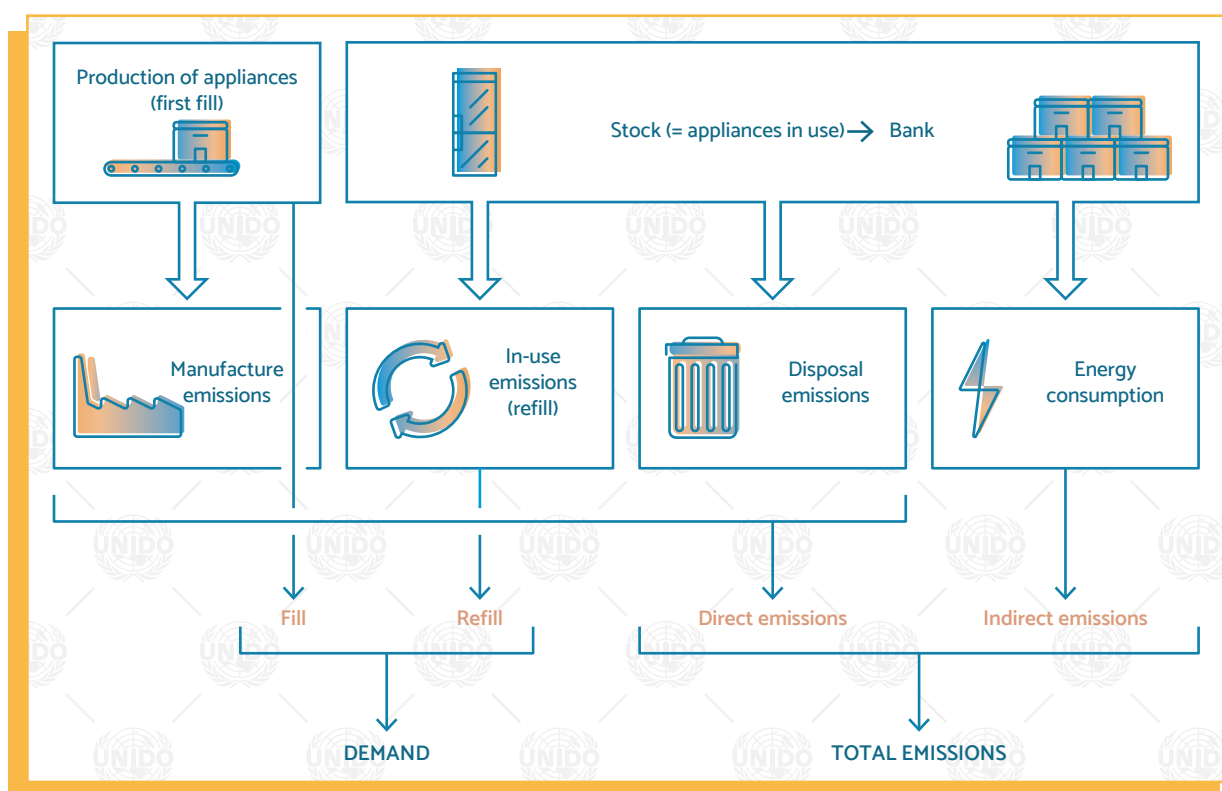 Production of appliances
(first fill)
Stock (= appliances in use) → Bank
Manufacture
emissions
In-use
emissions
(refill)
Disposal
emissions
Energy
consumption
Fill
Refill
Direct emissions
Indirect emissions
DEMAND
TOTAL EMISSIONS
UNIDO